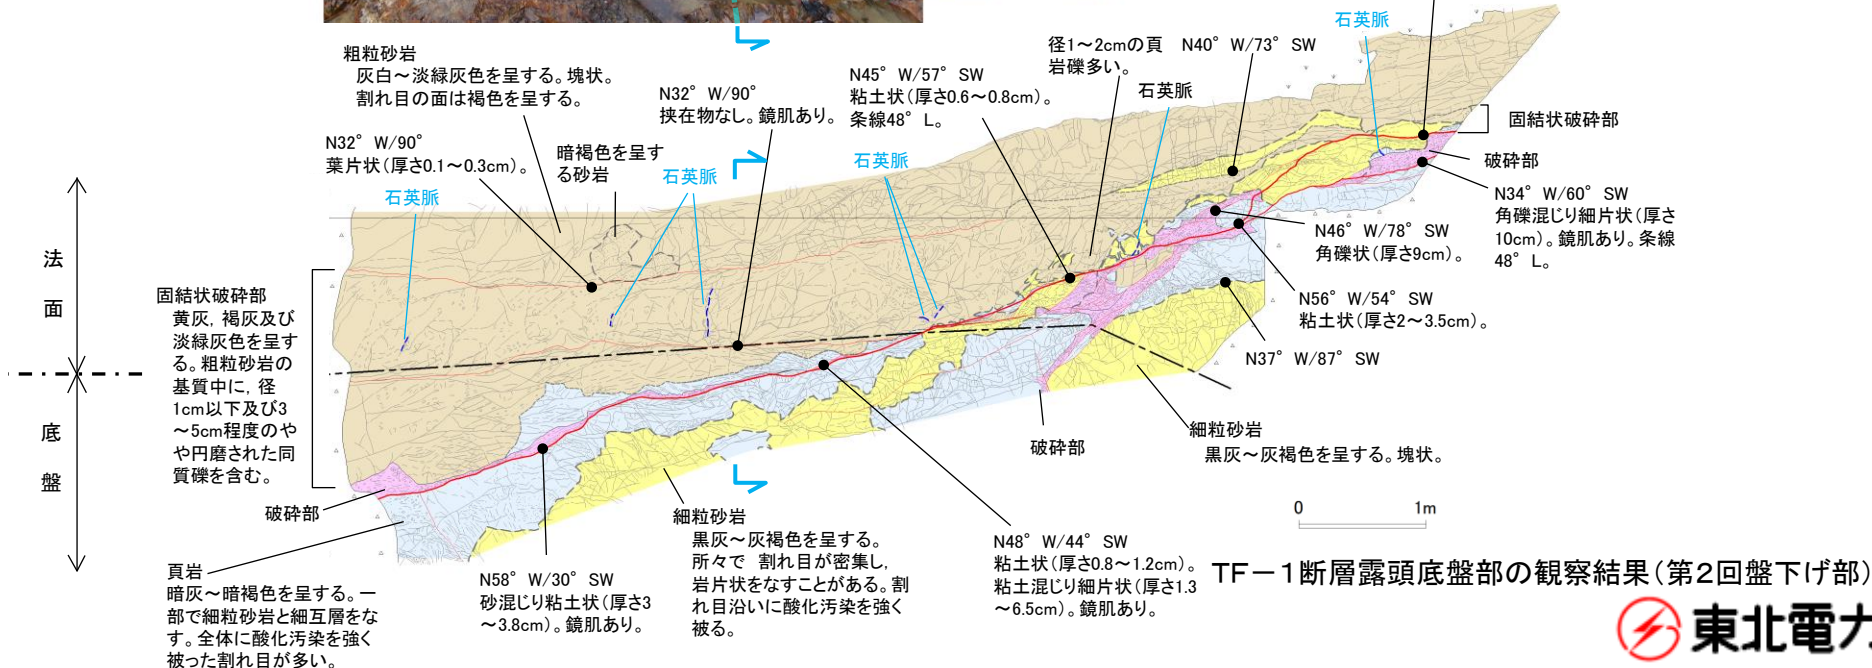 粗粒砂岩
灰白～淡緑灰色を呈する。塊状。
割れ目の面は褐色を呈する。
N32° W/90°
葉片状(厚さ0.1～0.3cm)。
暗褐色を呈す
る砂岩
石英脈
石英脈
N32° W/90°
挟在物なし。鏡肌あり。
石英脈
N45° W/57° SW
粘土状(厚さ0.6～0.8cm)。
条線48° L。
径1～2cmの頁
岩礫多い。
石英脈
N40° W/73° SW
石英脈
固結状破砕部
破砕部
N34° W/60° SW
角礫混じり細片状(厚さ
10cm)。鏡肌あり。条線
48° L。
N46° W/78° SW
角礫状(厚さ9cm)。
N56° W/54° SW
粘土状(厚さ2～3.5cm)。
N37° W/87° SW
法
面
底
盤
固結状破砕部
黄灰, 褐灰及び
淡緑灰色を呈す
る。粗粒砂岩の
基質中に, 径
1cm以下及び3
～5cm程度のや
や円磨された同
質礫を含む。
破砕部
頁岩
暗灰～暗褐色を呈する。一
部で細粒砂岩と細互層をな
す。全体に酸化汚染を強く
被った割れ目が多い。
N58° W/30° SW
砂混じり粘土状(厚さ3
～3.8cm)。鏡肌あり。
細粒砂岩
黒灰～灰褐色を呈する。
所々で 割れ目が密集し,
岩片状をなすことがある。割
れ目沿いに酸化汚染を強く
被る。
N48° W/44° SW
粘土状(厚さ0.8～1.2cm)。
粘土混じり細片状(厚さ1.3
～6.5cm)。鏡肌あり。
破砕部
細粒砂岩
黒灰～灰褐色を呈する。塊状。
0 1m
TF－1断層露頭底盤部の観察結果(第2回盤下げ部)
東北電力